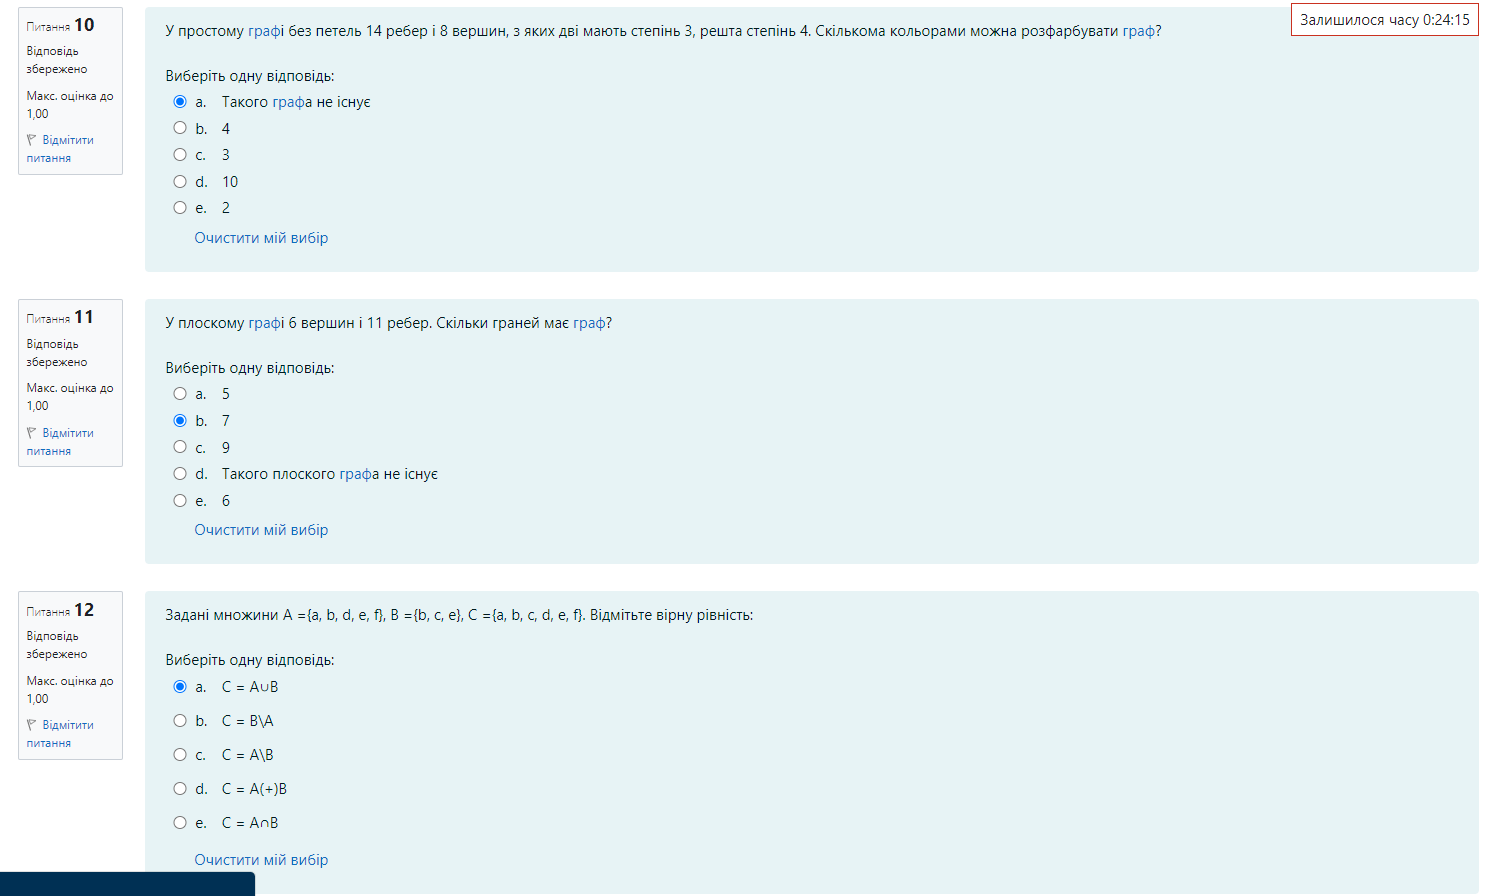 Питання 10
Відповідь
збережено
Макс. оцінка до
1,00
Відмітити
питання
Залишилося часу 0:24:15
У простому графі без петель 14 ребер і 8 вершин, з яких дві мають степінь 3, решта степінь 4. Скількома кольорами можна розфарбувати граф?
Виберіть одну відповідь:
a. Такого графа не існує
b. 4
c. 3
d. 10
e. 2
Очистити мій вибір
Питання 11
Відповідь
збережено
Макс. оцінка до
1,00
Відмітити
питання
У плоскому графі 6 вершин і 11 ребер. Скільки граней має граф?
Виберіть одну відповідь:
a. 5
b. 7
c. 9
d. Такого плоского графа не існує
e. 6
Очистити мій вибір
Питання 12
Відповідь
збережено
Макс. оцінка до
1,00
Відмітити
питання
Задані множини A ={a, b, d, e, f}, B ={b, c, e}, C ={a, b, c, d, e, f}. Відмітьте вірну рівність:
Виберіть одну відповідь:
a. C = A∪B
b. C = B\A
c. C = A\B
d. C = A(+)B
e. C = A∩B
Очистити мій вибір